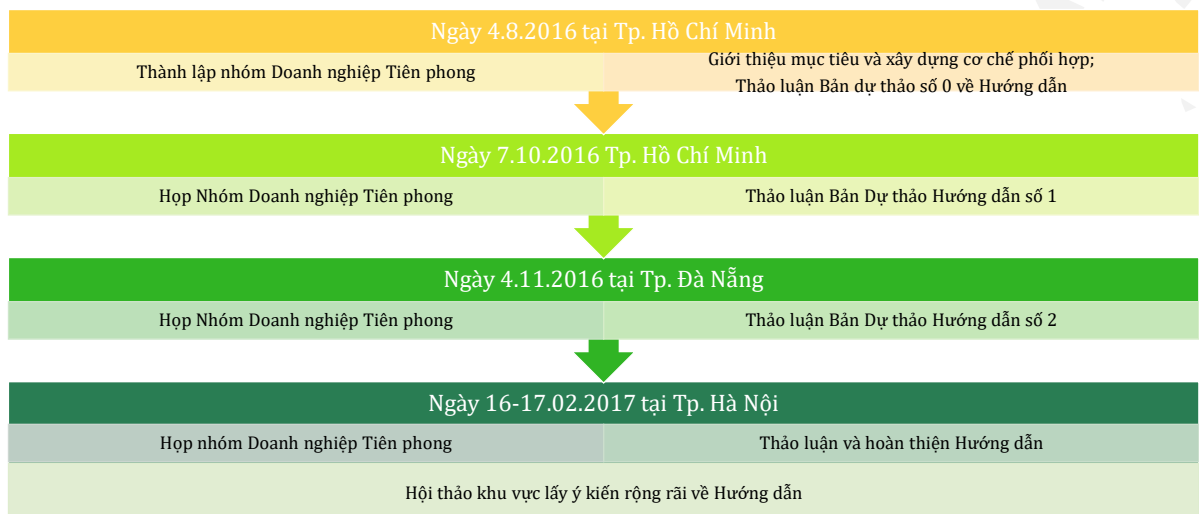 Ngày 4.8.2016 tại Tp. Hồ Chí Minh
Thành lập nhóm Doanh nghiệp Tiên phong
Giới thiệu mục tiêu và xây dựng cơ chế phối hợp;
Thảo luận Bản dự thảo số 0 về Hướng dẫn
Ngày 7.10.2016 Tp. Hồ Chí Minh
Họp Nhóm Doanh nghiệp Tiên phong
Thảo luận Bản Dự thảo Hướng dẫn số 1
Ngày 4.11.2016 tại Tp. Đà Nẵng
Họp Nhóm Doanh nghiệp Tiên phong
Thảo luận Bản Dự thảo Hướng dẫn số 2
Ngày 16-17.02.2017 tại Tp. Hà Nội
Họp nhóm Doanh nghiệp Tiên phong
Thảo luận và hoàn thiện Hướng dẫn
Hội thảo khu vực lấy ý kiến rộng rãi về Hướng dẫn